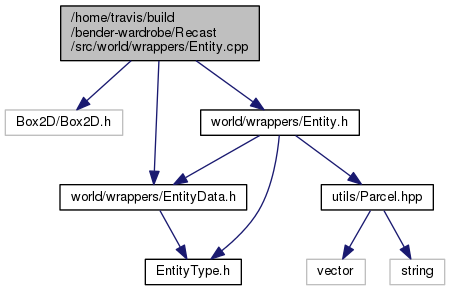 /home/travis/build
/bender-wardrobe/Recast
/src/world/wrappers/Entity.cpp
Box2D/Box2D.h
world/wrappers/Entity.h
world/wrappers/EntityData.h
utils/Parcel.hpp
EntityType.h
vector
string